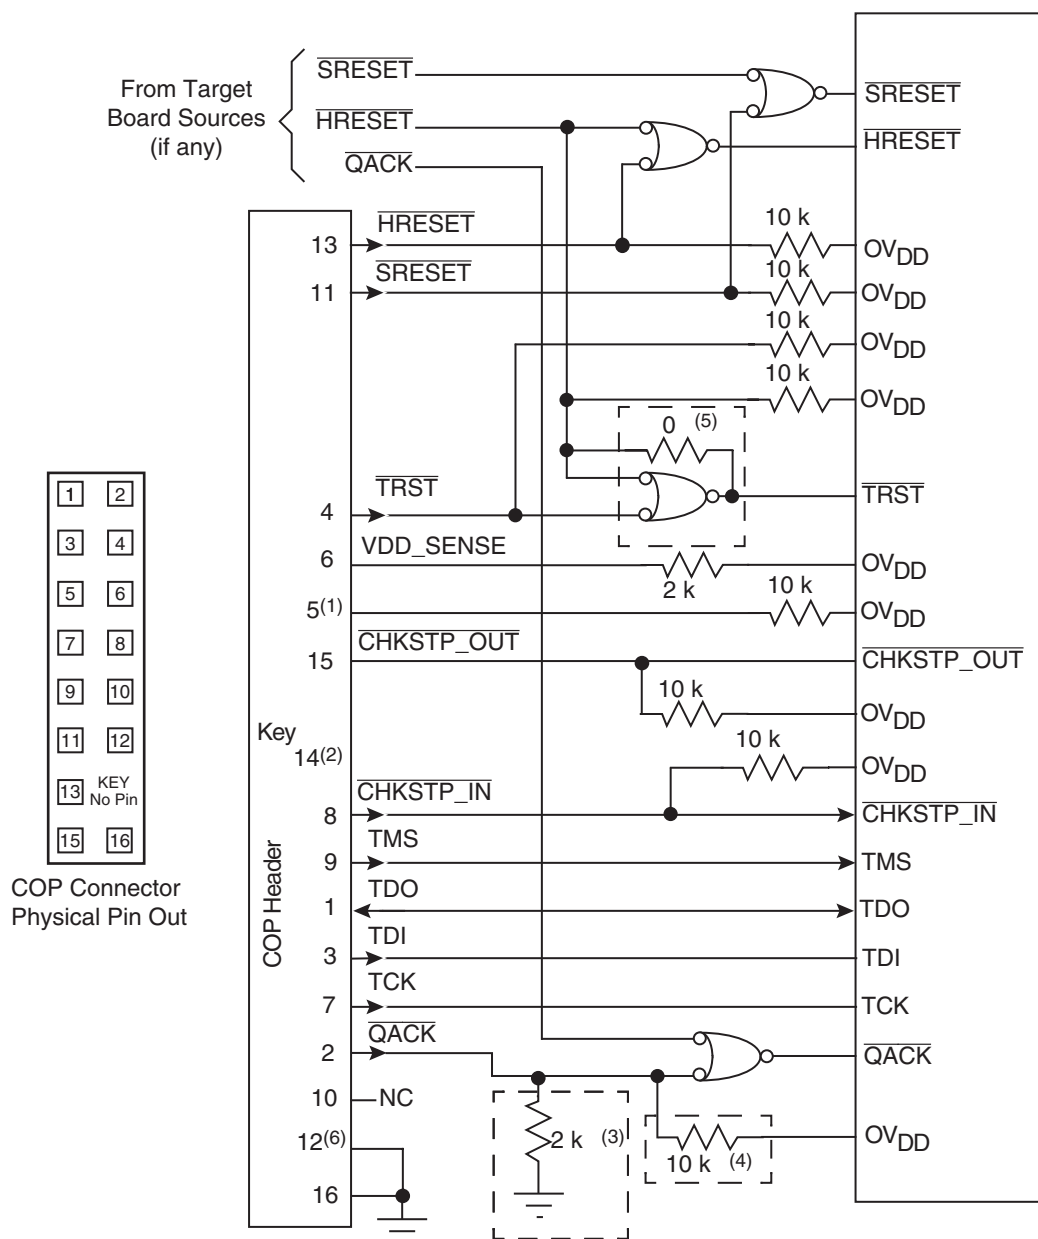 From Target
Board Sources
(if any)
SRESET
HRESET
QACK
SRESET
HRESET
13 HRESET 10 k OVDD
11 SRESET 10 k OVDD
10 k OVDD
10 k OVDD
0 (5)
4 TRST TRST
6 VDD_SENSE 2 k OVDD
5(1) 10 k OVDD
15 CHKSTP_OUT CHKSTP_OUT
10 k OVDD
Key
14(2)
10 k OVDD
8 CHKSTP_IN CHKSTP_IN
9 TMS TMS
1 TDO TDO
3 TDI TDI
7 TCK TCK
2 QACK QACK
10 NC
2 k (3)
10 k (4) OVDD
12(6)
16
COP Header
1 2
3 4
5 6
7 8
9 10
11 12
13 KEY
No Pin
15 16
COP Connector
Physical Pin Out